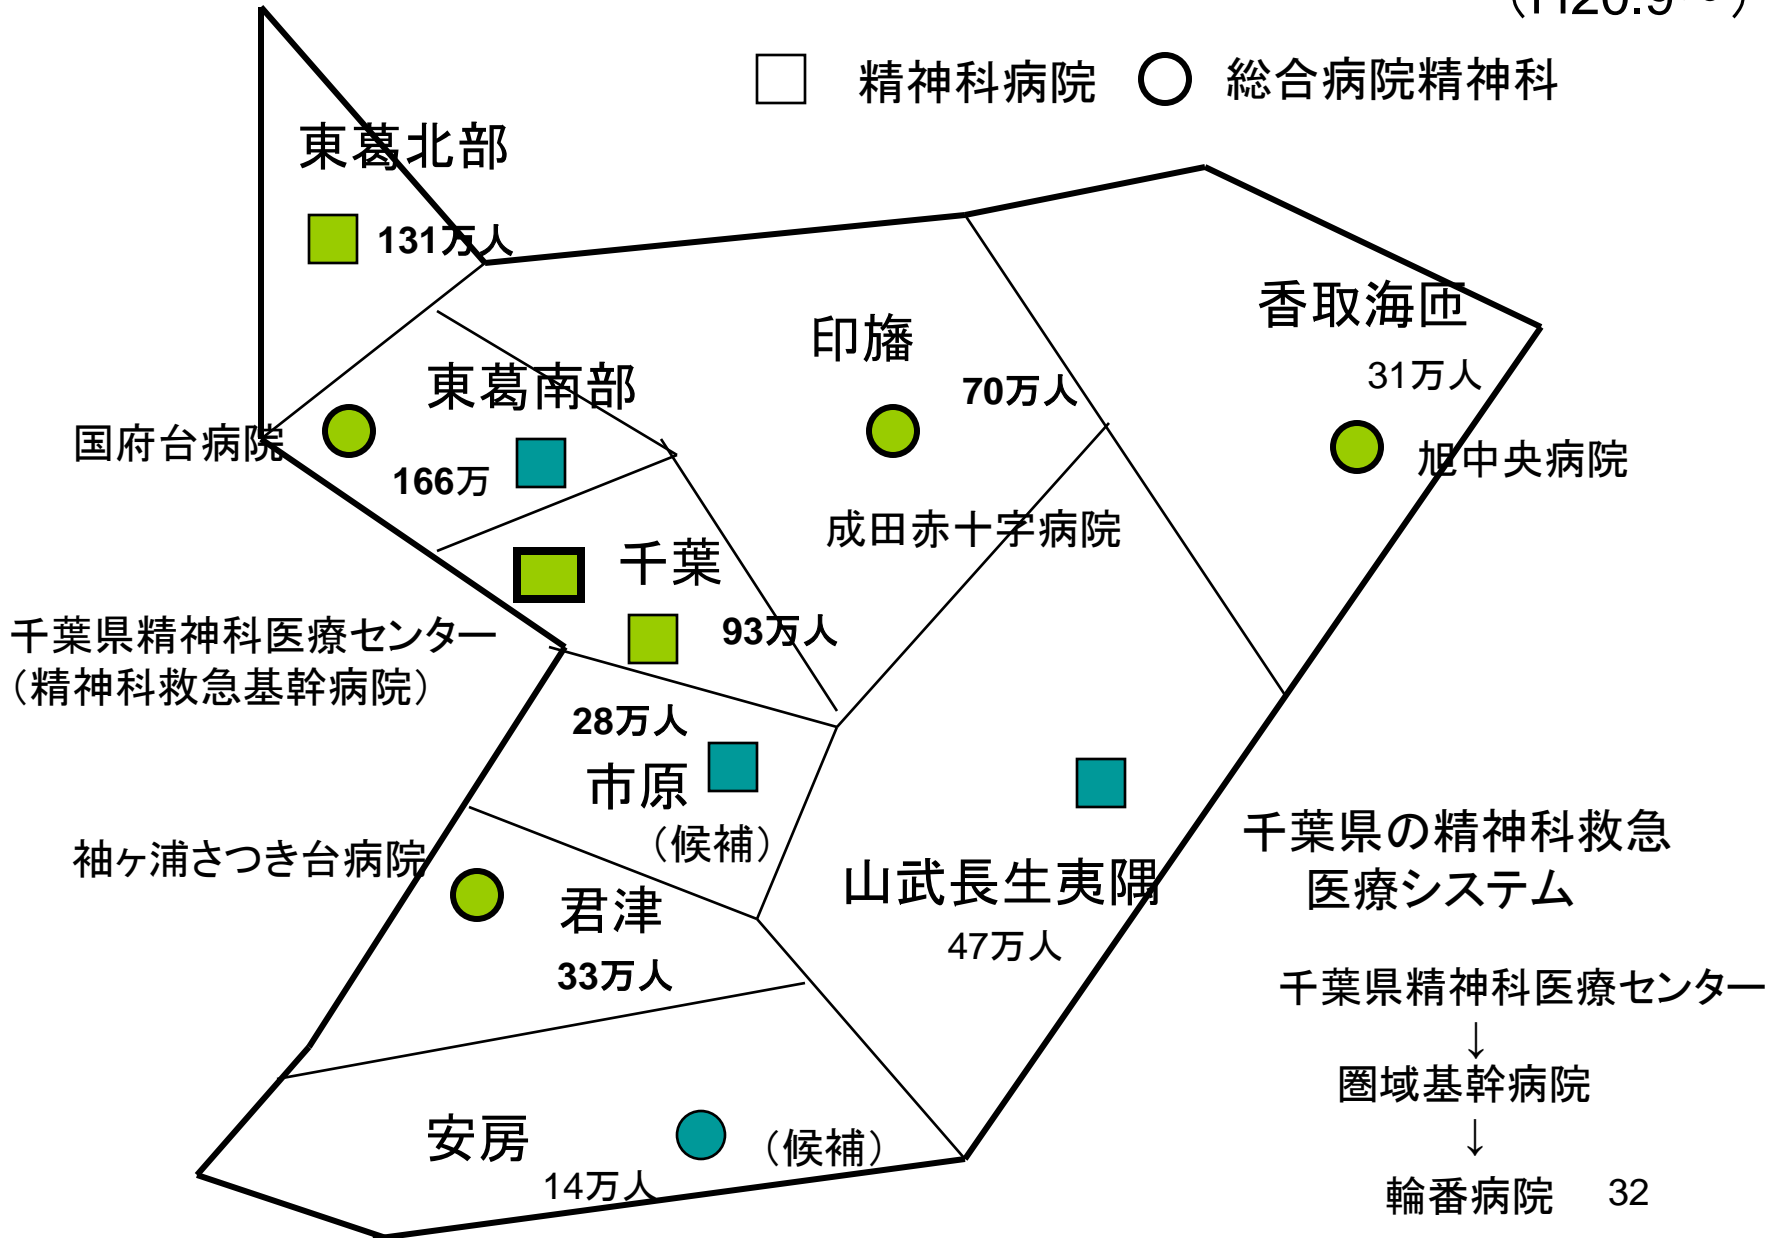 精神科病院 総合病院精神科
東葛北部
131万人
香取海匝
31万人
印旛
70万人
東葛南部
166万
国府台病院
旭中央病院
成田赤十字病院
千葉
93万人
千葉県精神科医療センター
（精神科救急基幹病院）
28万人
市原
（候補）
袖ヶ浦さつき台病院
君津
33万人
山武長生夷隅
47万人
千葉県の精神科救急
医療システム
千葉県精神科医療センター
↓
圏域基幹病院
↓
輪番病院
安房
14万人
（候補）
32